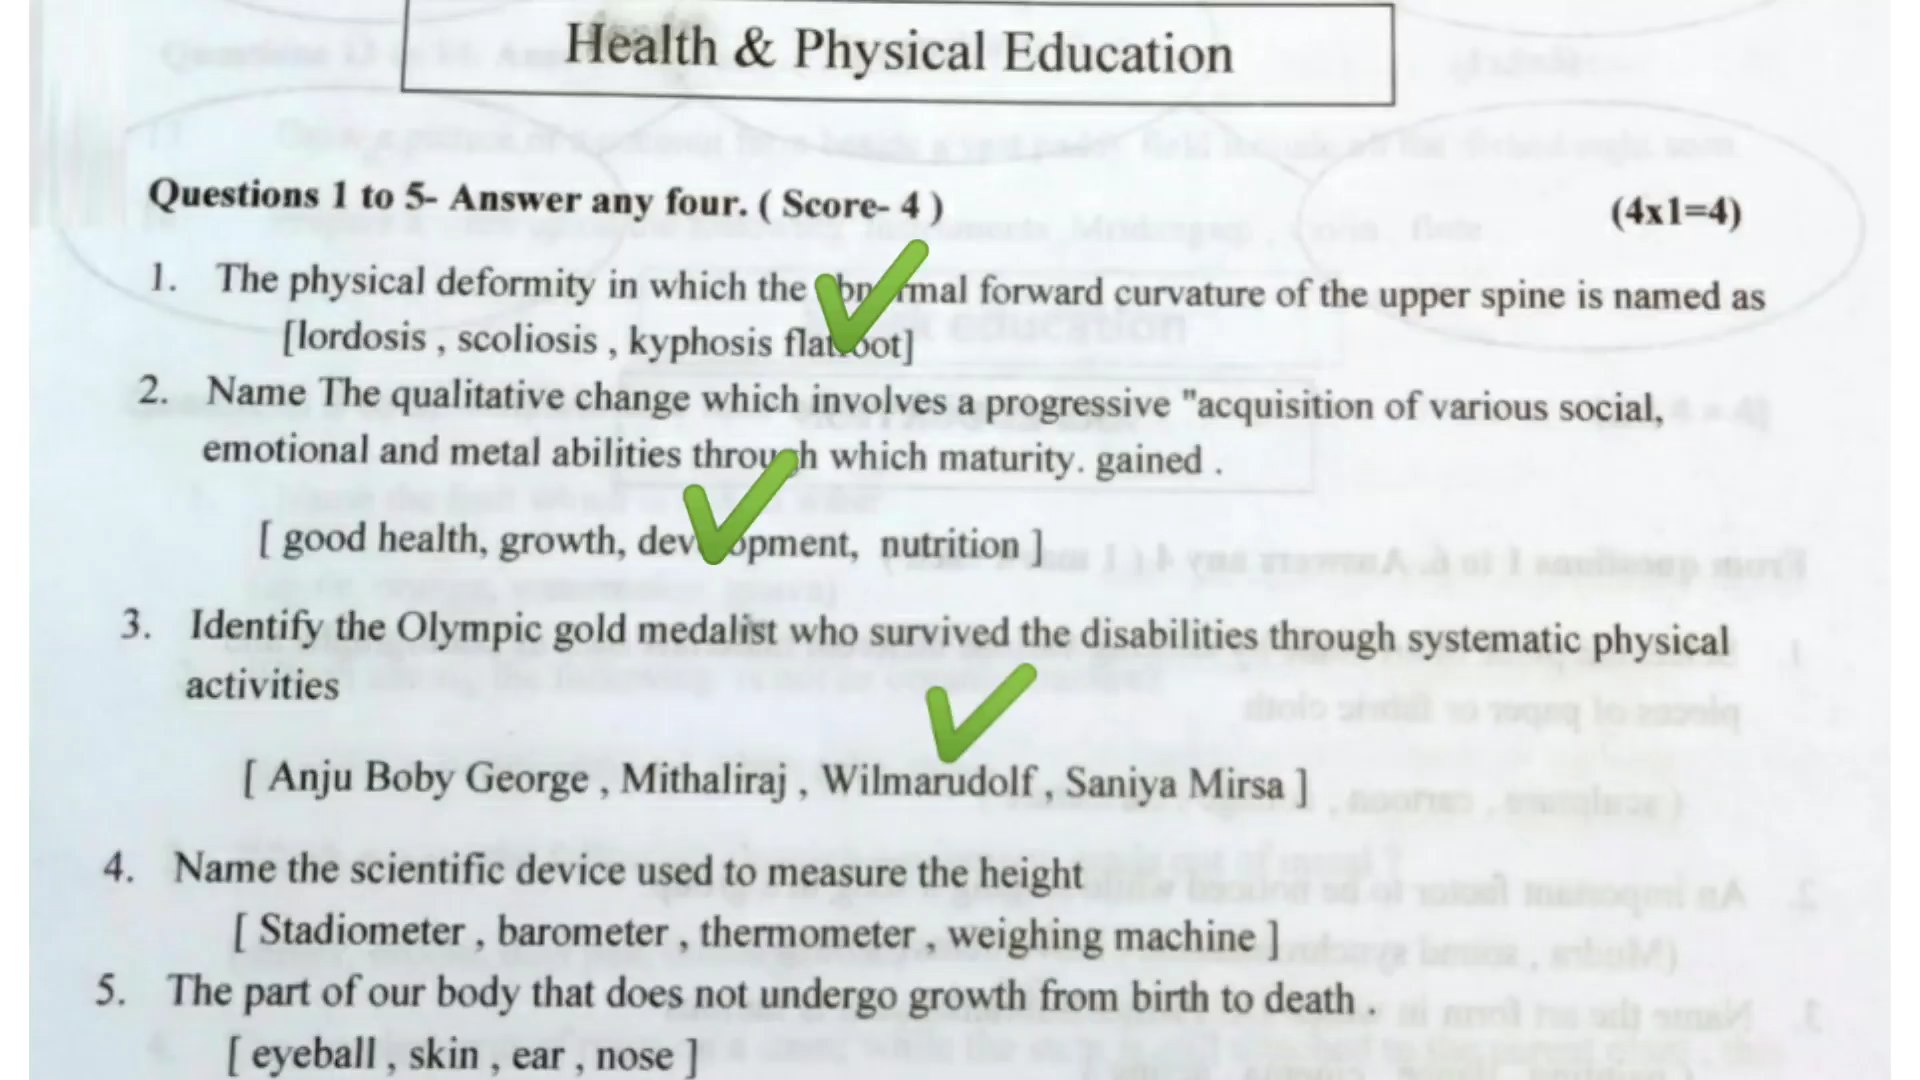 Health & Physical Education
Questions 1 to 5- Answer any four. ( Score- 4 ) (4x1=4)
1. The physical deformity in which the abnormal forward curvature of the upper spine is named as
[lordosis , scoliosis , kyphosis flatfoot]
2. Name The qualitative change which involves a progressive "acquisition of various social,
emotional and metal abilities through which maturity. gained .
[ good health, growth, development, nutrition ]
3. Identify the Olympic gold medalist who survived the disabilities through systematic physical
activities
[ Anju Boby George , Mithaliraj , Wilmarudolf , Saniya Mirsa ]
4. Name the scientific device used to measure the height
[ Stadiometer , barometer , thermometer , weighing machine ]
5. The part of our body that does not undergo growth from birth to death .
[ eyeball , skin , ear , nose ]